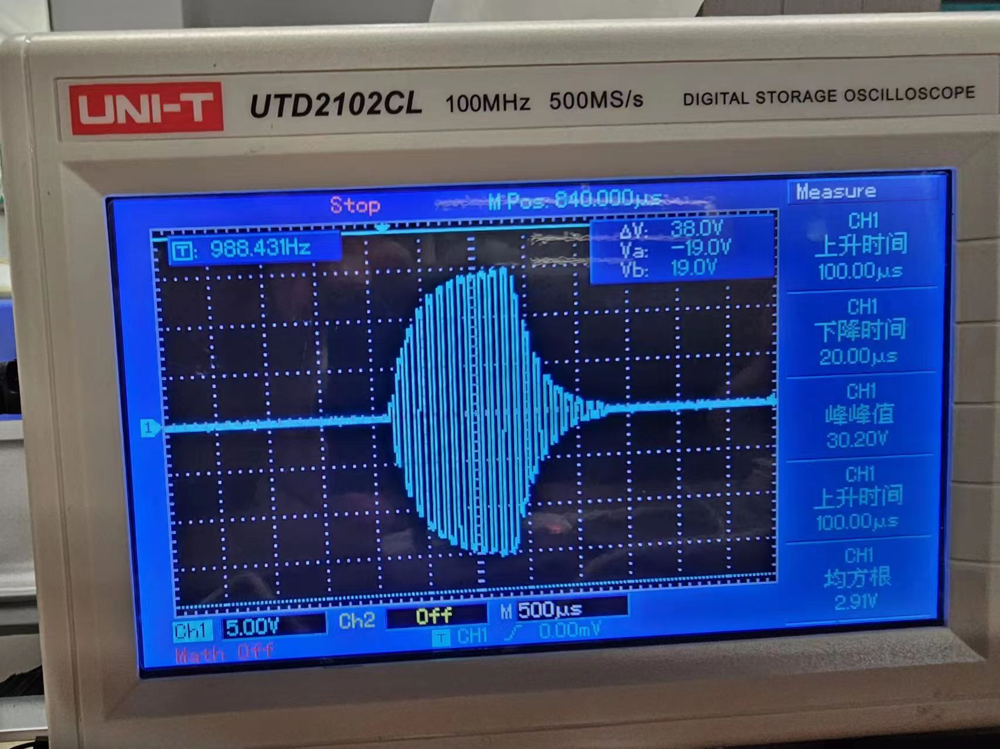 UNI-T UTD2102CL 100MHz 500MS/s DIGITAL STORAGE OSCILLOSCOPE
Stop M Pos: 840.000μs
T: 988.431Hz
ΔV: 38.0V
Va: -19.0V
Vb: 19.0V
1
Ch1 5.00V Ch2 Off M 500μs
T CH1 0.00mV
Math Off
Measure
CH1
上升时间
100.00μs
CH1
下降时间
20.00μs
CH1
峰峰值
30.20V
CH1
上升时间
100.00μs
CH1
均方根
2.91V